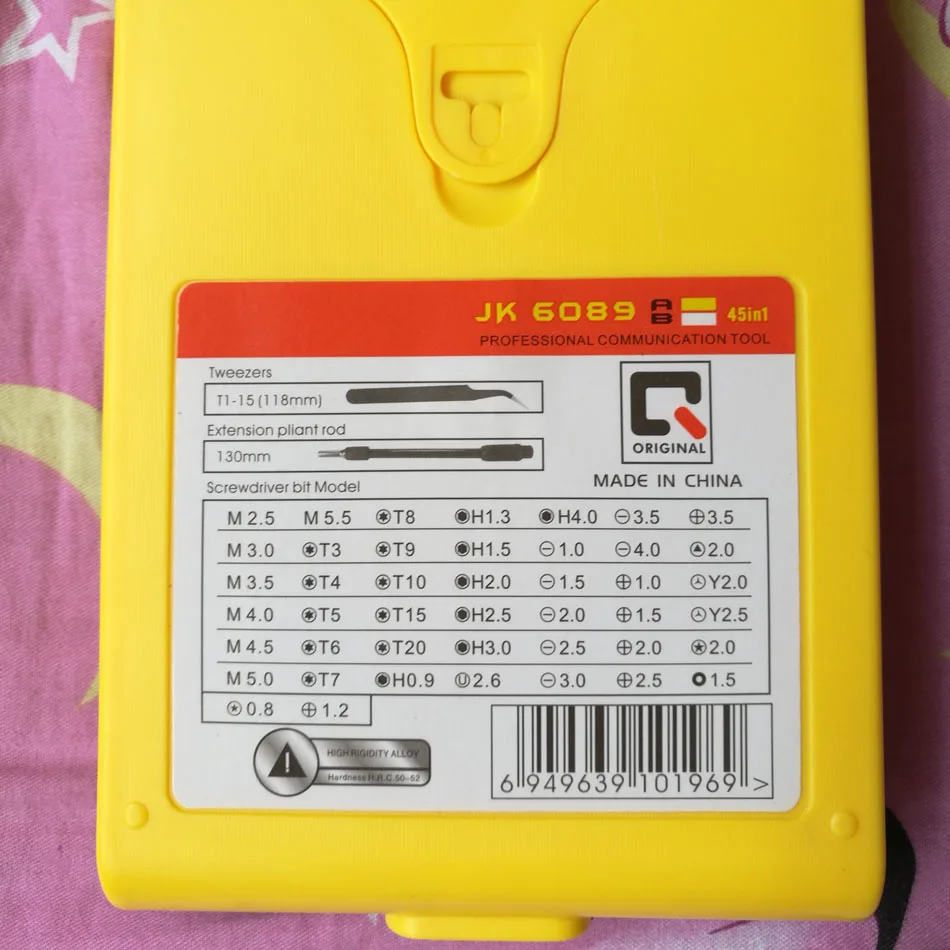 JK 6089 A B 45in1
PROFESSIONAL COMMUNICATION TOOL
Tweezers
T1-15 (118mm)
Extension pliant rod
130mm
ORIGINAL
MADE IN CHINA
Screwdriver bit Model
M 2.5 M 5.5 T8 H1.3 H4.0 ⊖3.5 ⊕3.5
M 3.0 T3 T9 H1.5 ⊖1.0 ⊖4.0 2.0
M 3.5 T4 T10 H2.0 ⊖1.5 ⊕1.0 Y2.0
M 4.0 T5 T15 H2.5 ⊖2.0 ⊕1.5 Y2.5
M 4.5 T6 T20 H3.0 ⊖2.5 ⊕2.0 2.0
M 5.0 T7 H0.9 U 2.6 ⊖3.0 ⊕2.5 1.5
0.8 ⊕1.2
HIGH RIGIDITY ALLOY
Hardness H.R.C.50-52
6 949639 101969 >